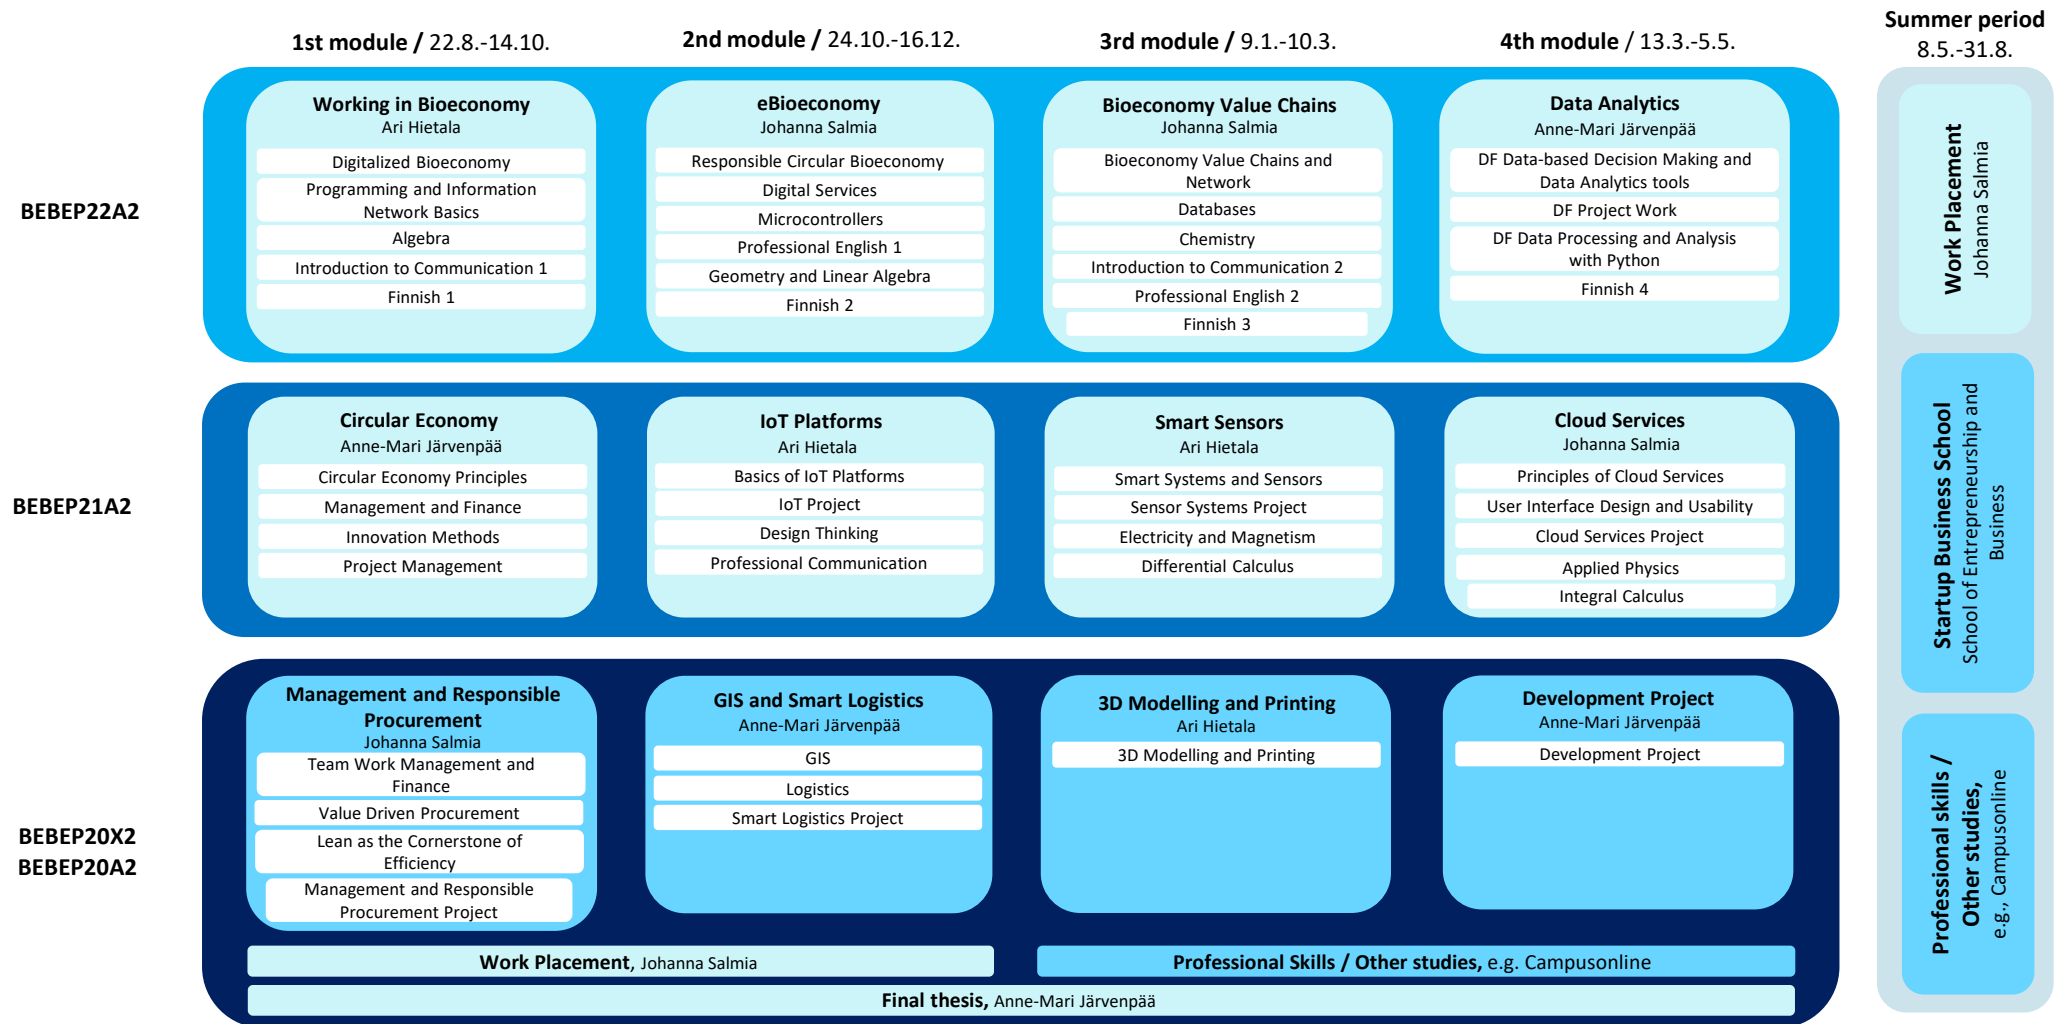 1st module / 22.8.-14.10.
2nd module / 24.10.-16.12.
3rd module / 9.1.-10.3.
4th module / 13.3.-5.5.
Summer period
8.5.-31.8.
BEBEP22A2
Working in Bioeconomy
Ari Hietala
Digitalized Bioeconomy
Programming and Information
Network Basics
Algebra
Introduction to Communication 1
Finnish 1
eBioeconomy
Johanna Salmia
Responsible Circular Bioeconomy
Digital Services
Microcontrollers
Professional English 1
Geometry and Linear Algebra
Finnish 2
Bioeconomy Value Chains
Johanna Salmia
Bioeconomy Value Chains and
Network
Databases
Chemistry
Introduction to Communication 2
Professional English 2
Finnish 3
Data Analytics
Anne-Mari Järvenpää
DF Data-based Decision Making and
Data Analytics tools
DF Project Work
DF Data Processing and Analysis
with Python
Finnish 4
Work Placement
Johanna Salmia
BEBEP21A2
Circular Economy
Anne-Mari Järvenpää
Circular Economy Principles
Management and Finance
Innovation Methods
Project Management
IoT Platforms
Ari Hietala
Basics of IoT Platforms
IoT Project
Design Thinking
Professional Communication
Smart Sensors
Ari Hietala
Smart Systems and Sensors
Sensor Systems Project
Electricity and Magnetism
Differential Calculus
Cloud Services
Johanna Salmia
Principles of Cloud Services
User Interface Design and Usability
Cloud Services Project
Applied Physics
Integral Calculus
Startup Business School
School of Entrepreneurship and
Business
BEBEP20X2
BEBEP20A2
Management and Responsible
Procurement
Johanna Salmia
Team Work Management and
Finance
Value Driven Procurement
Lean as the Cornerstone of
Efficiency
Management and Responsible
Procurement Project
GIS and Smart Logistics
Anne-Mari Järvenpää
GIS
Logistics
Smart Logistics Project
3D Modelling and Printing
Ari Hietala
3D Modelling and Printing
Development Project
Anne-Mari Järvenpää
Development Project
Professional skills /
Other studies,
e.g., Campusonline
Work Placement, Johanna Salmia
Professional Skills / Other studies, e.g. Campusonline
Final thesis, Anne-Mari Järvenpää